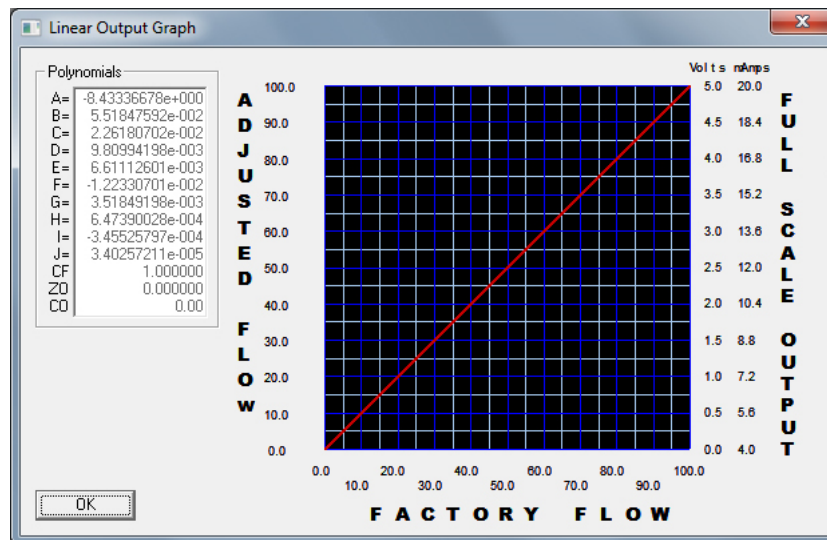 Linear Output Graph
Polynomials
A= -8.43336678e+000
B= 5.51847592e-002
C= 2.26180702e-002
D= 9.80994198e-003
E= 6.61112601e-003
F= -1.22330701e-002
G= 3.51849198e-003
H= 6.47390028e-004
I= -3.45525797e-004
J= 3.40257211e-005
CF 1.000000
ZO 0.000000
CO 0.00
OK
ADJUSTED FLOW
100.0
90.0
80.0
70.0
60.0
50.0
40.0
30.0
20.0
10.0
0.0
Volts mAmps
5.0 20.0
4.5 18.4
4.0 16.8
3.5 15.2
3.0 13.6
2.5 12.0
2.0 10.4
1.5 8.8
1.0 7.2
0.5 5.6
0.0 4.0
FULL SCALE OUTPUT
0.0 20.0 40.0 60.0 80.0 100.0
10.0 30.0 50.0 70.0 90.0
FACTORY FLOW